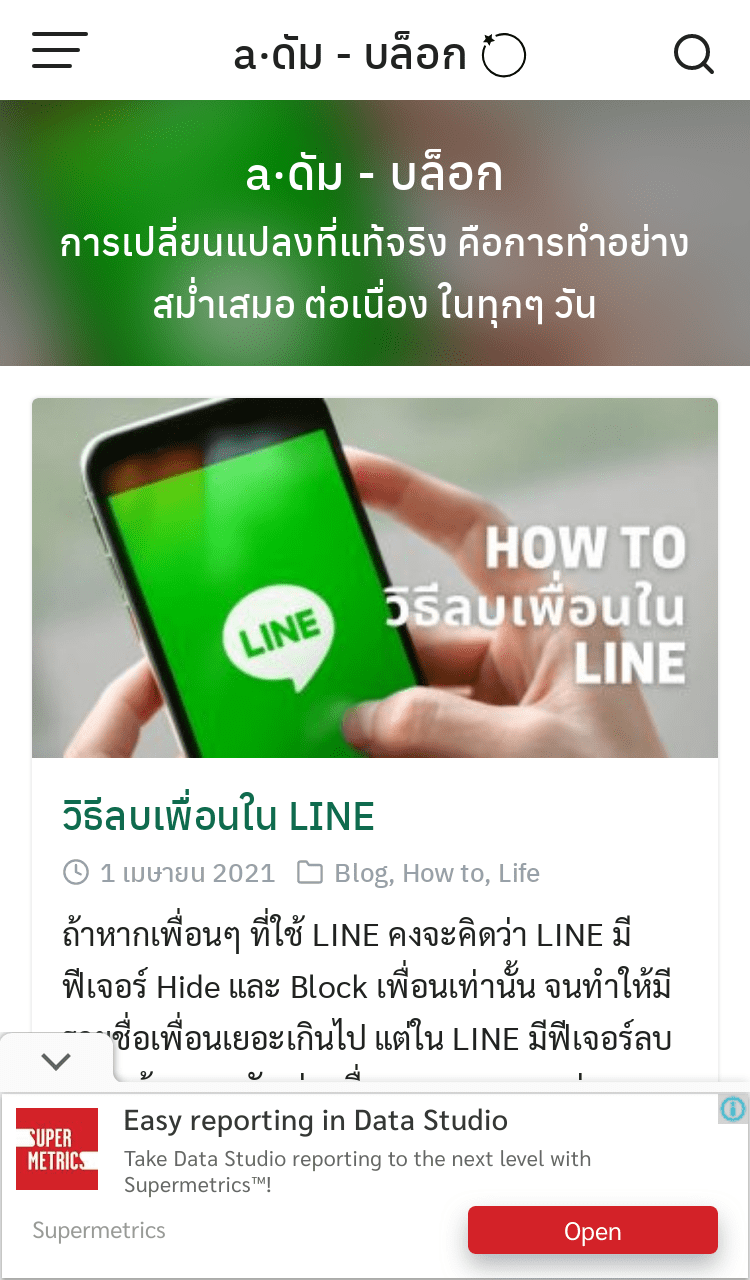 a·ดัม - บล็อก
a·ดัม - บล็อก
การเปลี่ยนแปลงที่แท้จริง คือการทำอย่าง
สม่ำเสมอ ต่อเนื่อง ในทุกๆ วัน
HOW TO
วิธีลบเพื่อนใน
LINE
LINE
วิธีลบเพื่อนใน LINE
1 เมษายน 2021 Blog, How to, Life
ถ้าหากเพื่อนๆ ที่ใช้ LINE คงจะคิดว่า LINE มี
ฟีเจอร์ Hide และ Block เพื่อนเท่านั้น จนทำให้มี
รายชื่อเพื่อนเยอะเกินไป แต่ใน LINE มีฟีเจอร์ลบ
SUPER
METRICS
Easy reporting in Data Studio
Take Data Studio reporting to the next level with
Supermetrics™!
Supermetrics
Open